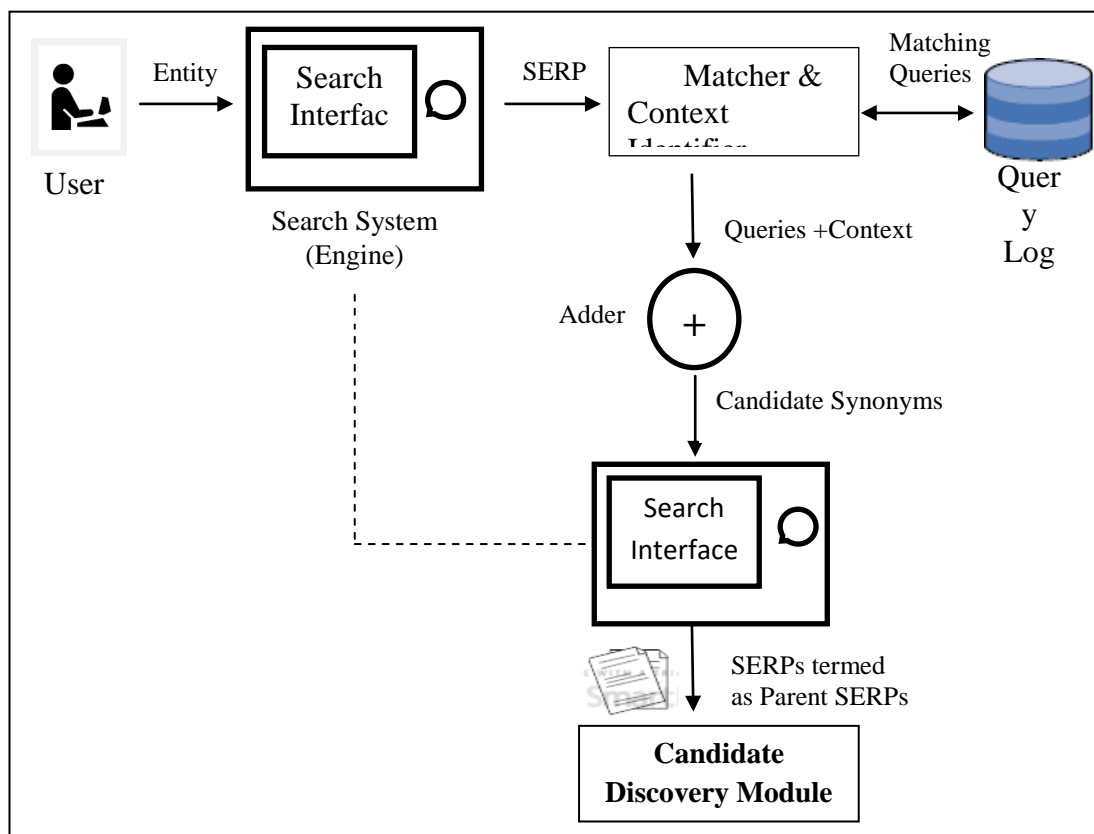 Entity
Search
Interfac
SERP
Matcher &
Context
Identifier
Matching
Queries
User
Search System
(Engine)
Quer
y
Log
Queries +Context
Adder
+
Candidate Synonyms
Search
Interface
SERPs termed
as Parent SERPs
Candidate
Discovery Module